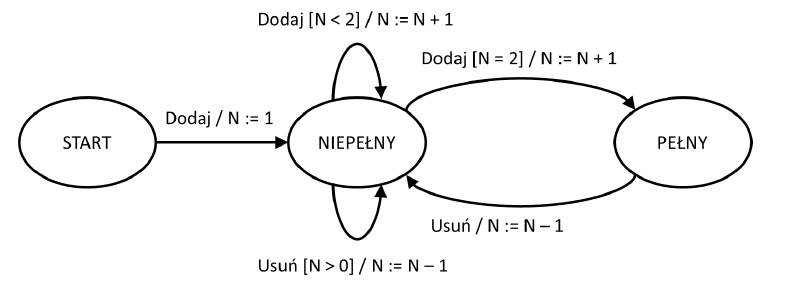 Dodaj [N < 2] / N := N + 1
Dodaj [N = 2] / N := N + 1
Dodaj / N := 1
START
NIEPEŁNY
PEŁNY
Usuń / N := N – 1
Usuń [N > 0] / N := N – 1